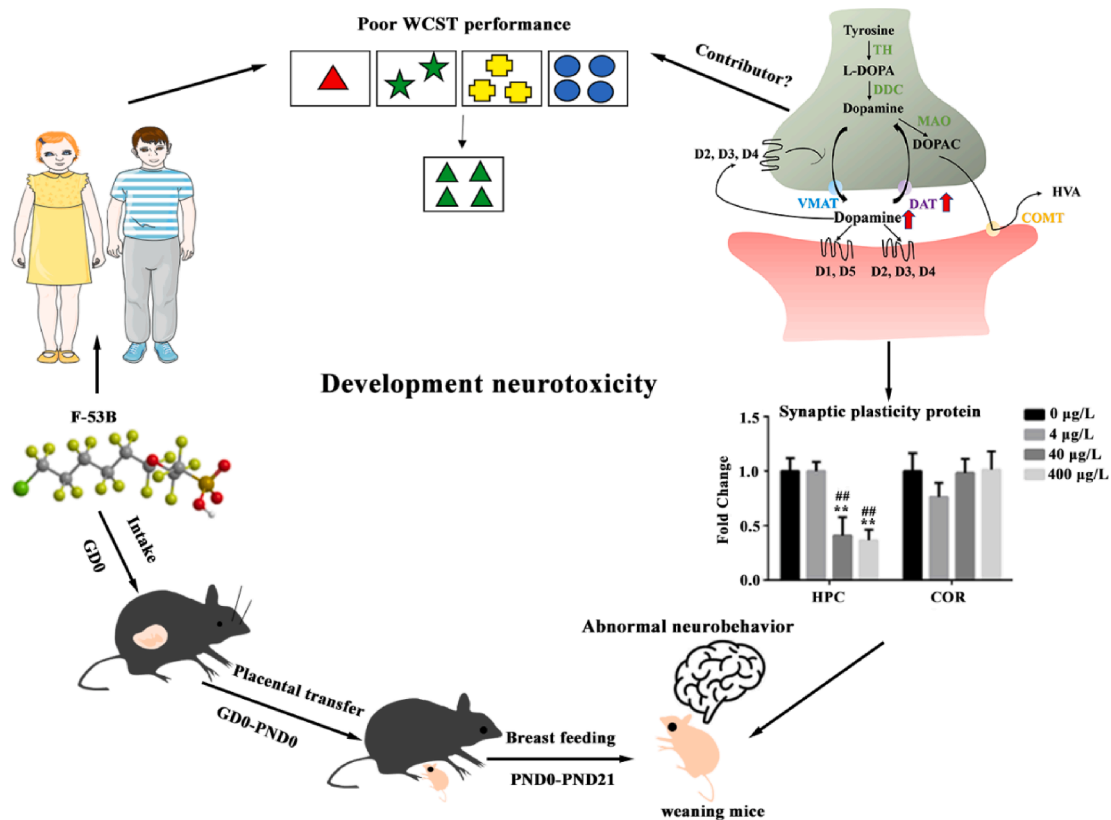 Poor WCST performance
Contributor?
Tyrosine
TH
L-DOPA
DDC
Dopamine
MAO
DOPAC
D2, D3, D4
HVA
VMAT
DAT
COMT
Dopamine
D1, D5
D2, D3, D4
Development neurotoxicity
F-53B
Intake
GD0
Placental transfer
GD0-PND0
Breast feeding
PND0-PND21
weaning mice
Abnormal neurobehavior
Synaptic plasticity protein
0 μg/L
4 μg/L
40 μg/L
400 μg/L
Fold Change
1.5
1.0
0.5
0.0
##
**
##
**
HPC
COR